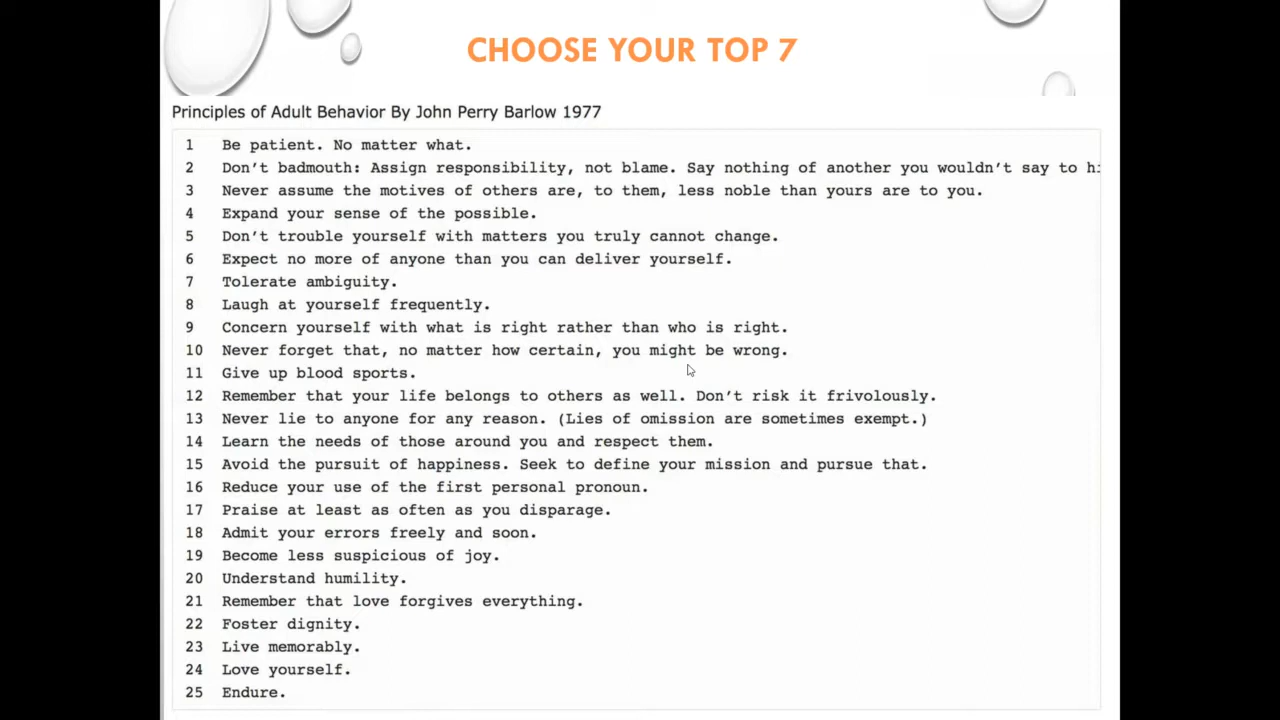 CHOOSE YOUR TOP 7
Principles of Adult Behavior By John Perry Barlow 1977
1 Be patient. No matter what.
2 Don't badmouth: Assign responsibility, not blame. Say nothing of another you wouldn't say to
3 Never assume the motives of others are, to them, less noble than yours are to you.
4 Expand your sense of the possible.
5 Don't trouble yourself with matters you truly cannot change.
6 Expect no more of anyone than you can deliver yourself.
7 Tolerate ambiguity.
8 Laugh at yourself frequently.
9 Concern yourself with what is right rather than who is right.
10 Never forget that, no matter how certain, you might be wrong.
11 Give up blood sports.
12 Remember that your life belongs to others as well. Don't risk it frivolously.
13 Never lie to anyone for any reason. (Lies of omission are sometimes exempt.)
14 Learn the needs of those around you and respect them.
15 Avoid the pursuit of happiness. Seek to define your mission and pursue that.
16 Reduce your use of the first personal pronoun.
17 Praise at least as often as you disparage.
18 Admit your errors freely and soon.
19 Become less suspicious of joy.
20 Understand humility.
21 Remember that love forgives everything.
22 Foster dignity.
23 Live memorably.
24 Love yourself.
25 Endure.